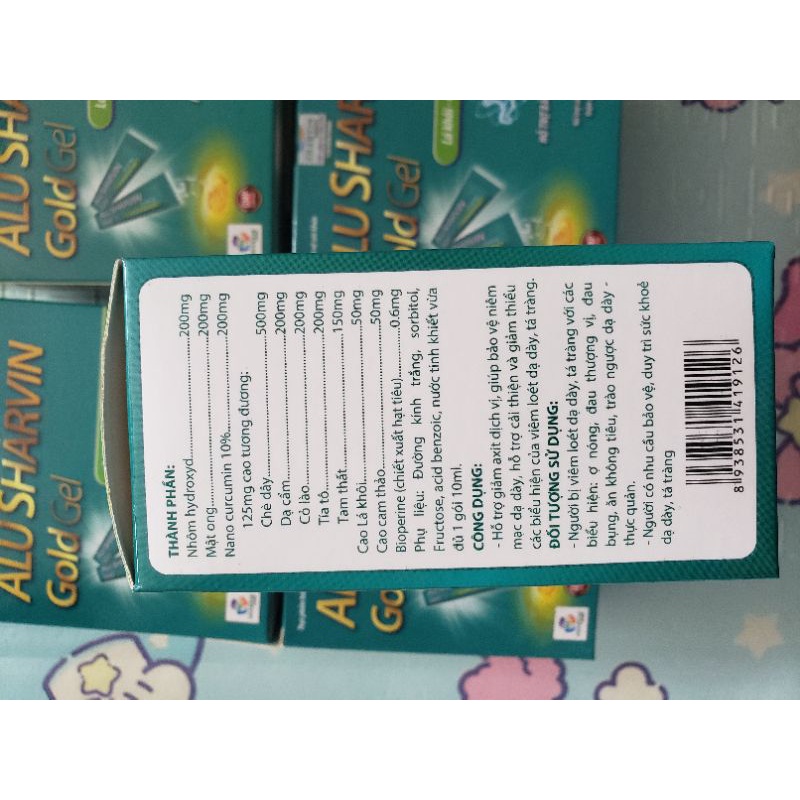 THÀNH PHẦN:
Nhôm hydroxyd......200mg
Mật ong......200mg
Nano curcumin 10%......200mg
125mg cao tương đương:
Chè dây......500mg
Dạ cẩm......200mg
Cỏ lào......200mg
Tía tô......200mg
Tam thất......150mg
Cao Lá khôi......50mg
Cao cam thảo......50mg
Bioperine (chiết xuất hạt tiêu)......0.6mg
Phụ liệu: Đường kính trắng, sorbitol,
Fructose, acid benzoic, nước tinh khiết vừa
đủ 1 gói 10ml.
CÔNG DỤNG:
- Hỗ trợ giảm axit dịch vị, giúp bảo vệ niêm
mạc dạ dày, hỗ trợ cải thiện và giảm thiểu
các biểu hiện của viêm loét dạ dày, tá tràng.
ĐỐI TƯỢNG SỬ DỤNG:
- Người bị viêm loét dạ dày, tá tràng với các
biểu hiện: ợ nóng, đau thượng vị, đau
bụng, ăn không tiêu, trào ngược dạ dày -
thực quản.
- Người có nhu cầu bảo vệ, duy trì sức khoẻ
dạ dày, tá tràng
8 938531 419126
ALU SHARVIN
Gold Gel
ALU SHARVIN
Gold Gel
Lá khôi
ALU SHARVIN
Gold Gel